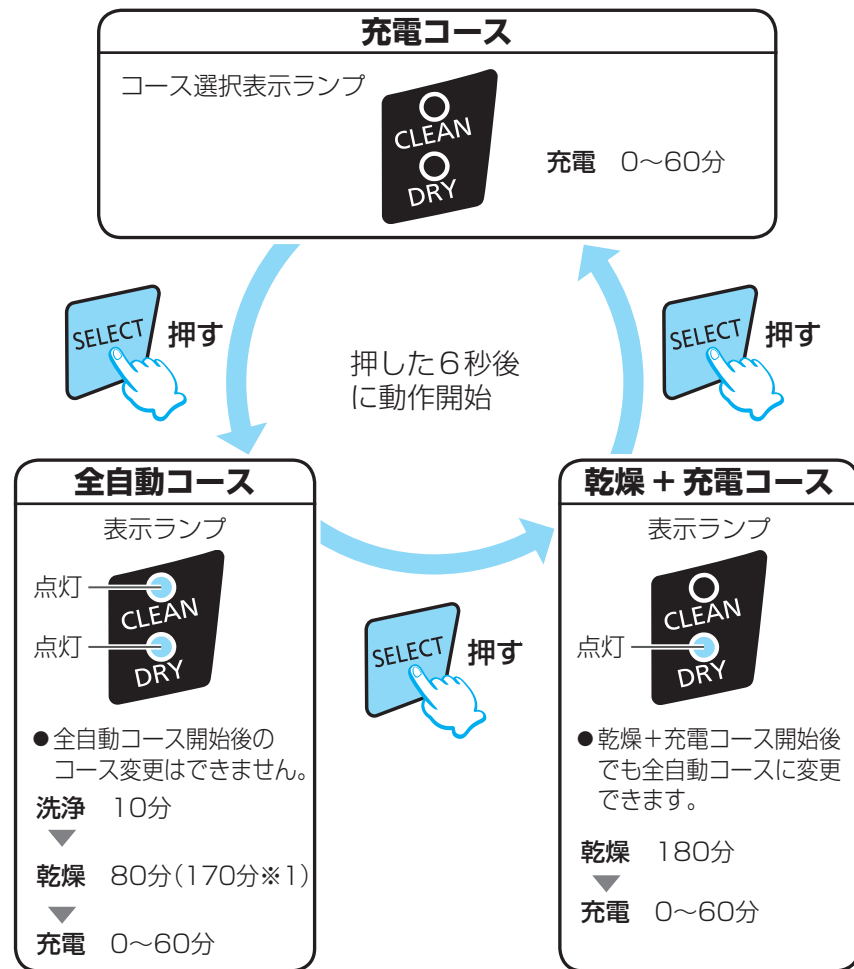 充電コース
コース選択表示ランプ
CLEAN
DRY
充電 0〜60分
SELECT
押す
押した6秒後
に動作開始
SELECT
押す
全自動コース
表示ランプ
点灯
CLEAN
点灯
DRY
●全自動コース開始後の
コース変更はできません。
洗浄 10分
乾燥 80分(170分※1)
充電 0〜60分
SELECT
押す
乾燥+充電コース
表示ランプ
CLEAN
点灯
DRY
●乾燥+充電コース開始後
でも全自動コースに変更
できます。
乾燥 180分
充電 0〜60分